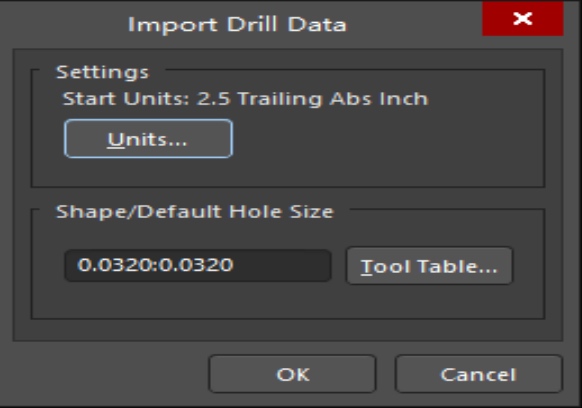 Import Drill Data
Settings
Start Units: 2.5 Trailing Abs Inch
Units...
Shape/Default Hole Size
0.0320:0.0320
Tool Table...
OK
Cancel